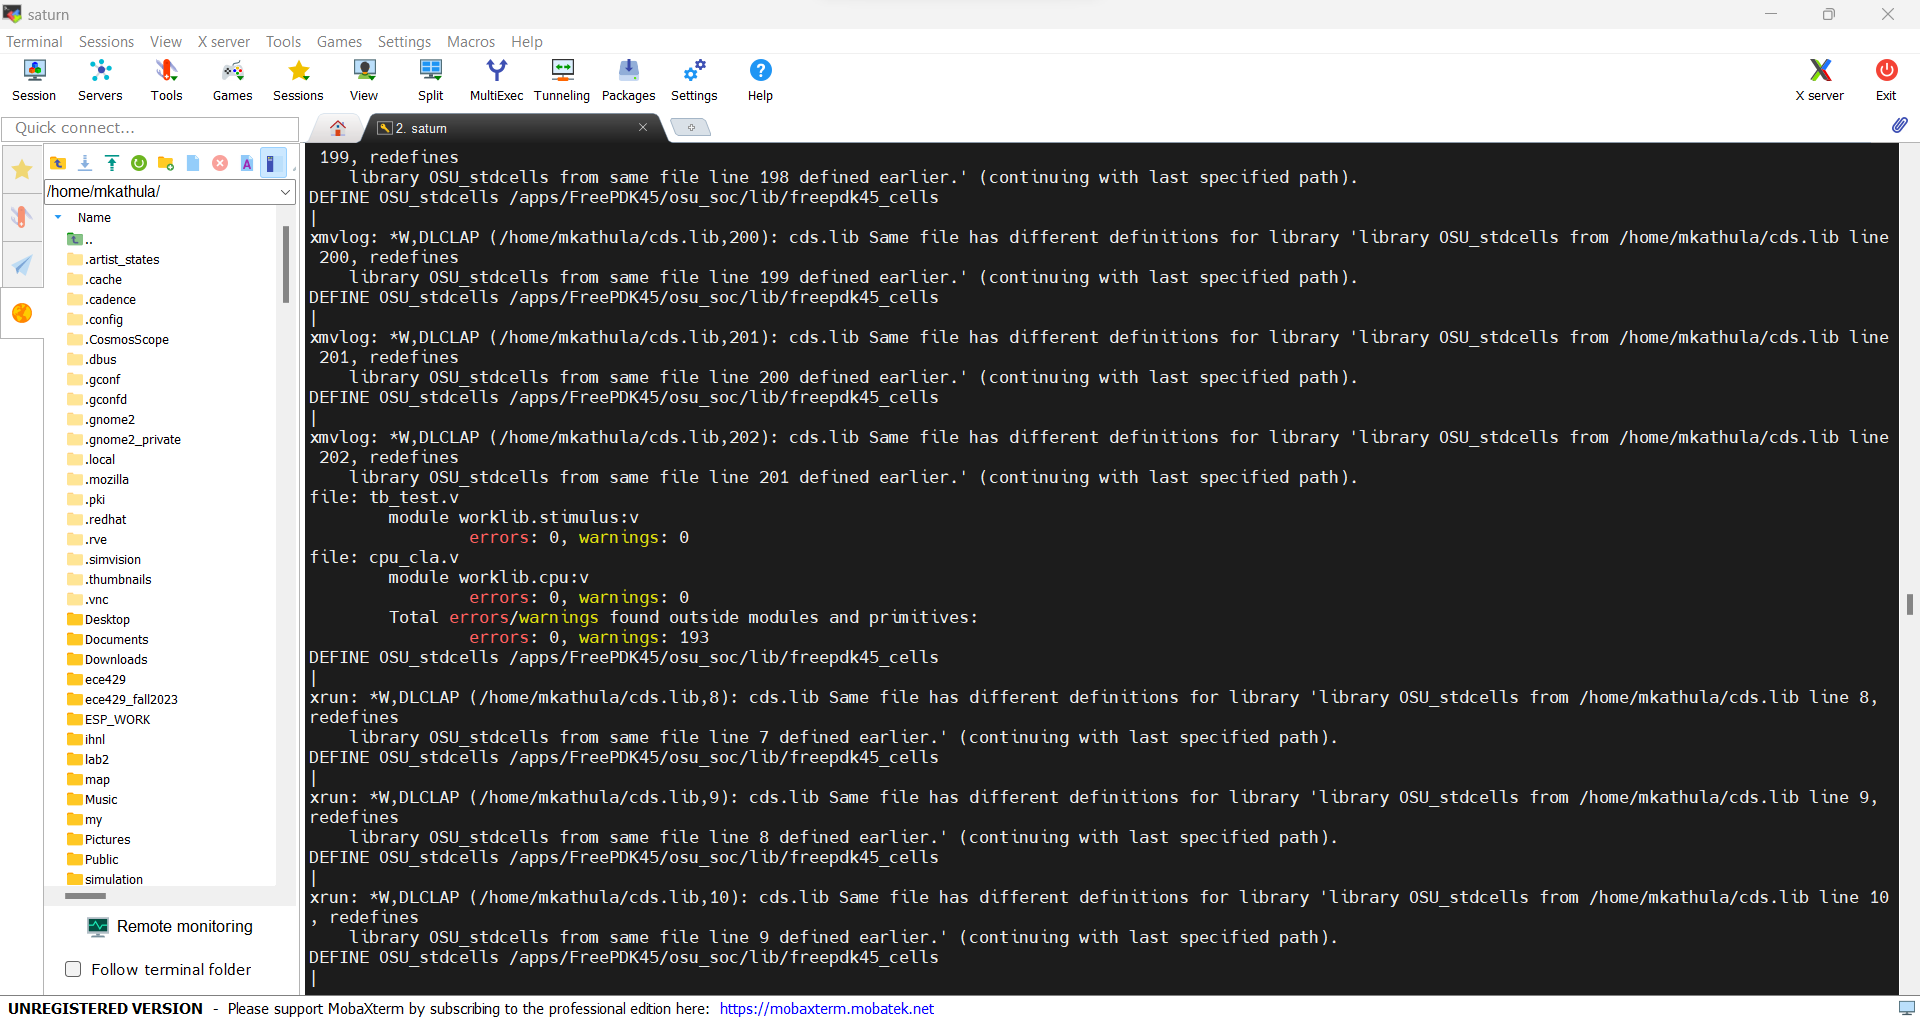 saturn
Terminal Sessions View X server Tools Games Settings Macros Help
Session Servers Tools Games Sessions View Split MultiExec Tunneling Packages Settings Help X server Exit
Quick connect...
2. saturn
/home/mkathula/
Name
..
.artist_states
.cache
.cadence
.config
.CosmosScope
.dbus
.gconf
.gconfd
.gnome2
.gnome2_private
.local
.mozilla
.pki
.redhat
.rve
.simvision
.thumbnails
.vnc
Desktop
Documents
Downloads
ece429
ece429_fall2023
ESP_WORK
ihnl
lab2
map
Music
my
Pictures
Public
simulation
Remote monitoring
Follow terminal folder
199, redefines
library OSU_stdcells from same file line 198 defined earlier.' (continuing with last specified path).
DEFINE OSU_stdcells /apps/FreePDK45/osu_soc/lib/freepdk45_cells
|
xmvlog: *W,DLCLAP (/home/mkathula/cds.lib,200): cds.lib Same file has different definitions for library 'library OSU_stdcells from /home/mkathula/cds.lib line
200, redefines
library OSU_stdcells from same file line 199 defined earlier.' (continuing with last specified path).
DEFINE OSU_stdcells /apps/FreePDK45/osu_soc/lib/freepdk45_cells
|
xmvlog: *W,DLCLAP (/home/mkathula/cds.lib,201): cds.lib Same file has different definitions for library 'library OSU_stdcells from /home/mkathula/cds.lib line
201, redefines
library OSU_stdcells from same file line 200 defined earlier.' (continuing with last specified path).
DEFINE OSU_stdcells /apps/FreePDK45/osu_soc/lib/freepdk45_cells
|
xmvlog: *W,DLCLAP (/home/mkathula/cds.lib,202): cds.lib Same file has different definitions for library 'library OSU_stdcells from /home/mkathula/cds.lib line
202, redefines
library OSU_stdcells from same file line 201 defined earlier.' (continuing with last specified path).
file: tb_test.v
module worklib.stimulus:v
errors: 0, warnings: 0
file: cpu_cla.v
module worklib.cpu:v
errors: 0, warnings: 0
Total errors/warnings found outside modules and primitives:
errors: 0, warnings: 193
DEFINE OSU_stdcells /apps/FreePDK45/osu_soc/lib/freepdk45_cells
|
xrun: *W,DLCLAP (/home/mkathula/cds.lib,8): cds.lib Same file has different definitions for library 'library OSU_stdcells from /home/mkathula/cds.lib line 8,
redefines
library OSU_stdcells from same file line 7 defined earlier.' (continuing with last specified path).
DEFINE OSU_stdcells /apps/FreePDK45/osu_soc/lib/freepdk45_cells
|
xrun: *W,DLCLAP (/home/mkathula/cds.lib,9): cds.lib Same file has different definitions for library 'library OSU_stdcells from /home/mkathula/cds.lib line 9,
redefines
library OSU_stdcells from same file line 8 defined earlier.' (continuing with last specified path).
DEFINE OSU_stdcells /apps/FreePDK45/osu_soc/lib/freepdk45_cells
|
xrun: *W,DLCLAP (/home/mkathula/cds.lib,10): cds.lib Same file has different definitions for library 'library OSU_stdcells from /home/mkathula/cds.lib line 10
, redefines
library OSU_stdcells from same file line 9 defined earlier.' (continuing with last specified path).
DEFINE OSU_stdcells /apps/FreePDK45/osu_soc/lib/freepdk45_cells
|
UNREGISTERED VERSION - Please support MobaXterm by subscribing to the professional edition here: https://mobaxterm.mobatek.net